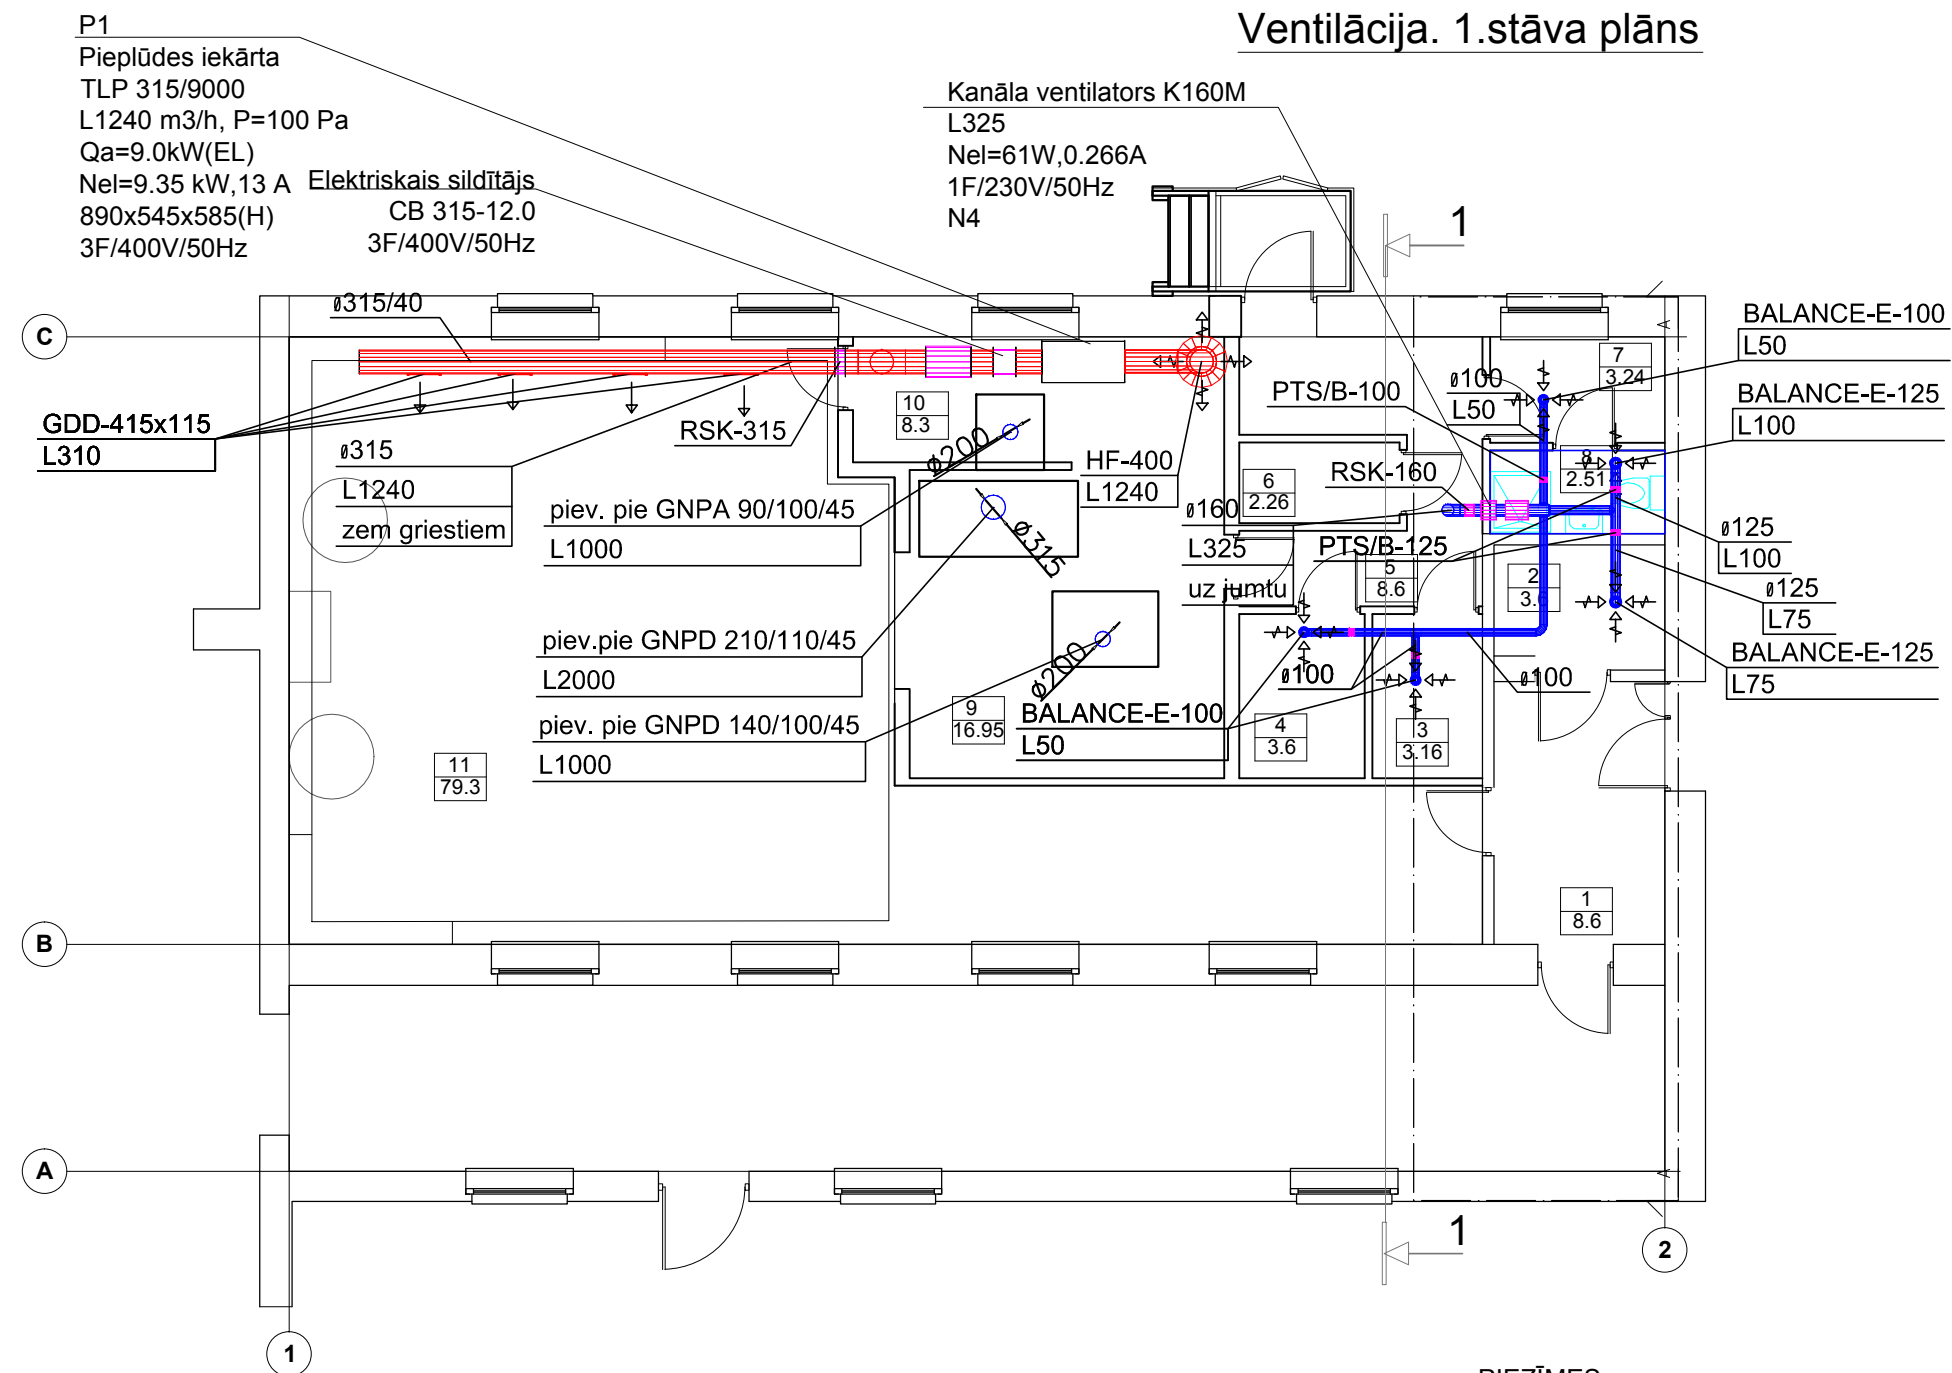 Ventilācija. 1.stāva plāns
P1
Pieplūdes iekārta
TLP 315/9000
L1240 m3/h, P=100 Pa
Qa=9.0kW(EL)
Nel=9.35 kW,13 A
890x545x585(H)
3F/400V/50Hz
Elektriskais sildītājs
CB 315-12.0
3F/400V/50Hz
Kanāla ventilators K160M
L325
Nel=61W,0.266A
1F/230V/50Hz
N4
1
ø315/40
C
BALANCE-E-100
L50
A
7
3.24
PTS/B-100
ø100
L50
BALANCE-E-125
L100
GDD-415x115
L310
RSK-315
10
8.3
ø200
ø315
L1240
zem griestiem
HF-400
L1240
6
2.26
RSK-160
8
2.51
piev. pie GNPA 90/100/45
L1000
ø315
ø160
L325
uz jumtu
PTS/B-125
5
8.6
2
3.6
ø125
L100
ø125
L75
piev.pie GNPD 210/110/45
L2000
ø200
ø100
ø100
BALANCE-E-125
L75
piev. pie GNPD 140/100/45
L1000
9
16.95
BALANCE-E-100
L50
4
3.6
3
3.16
11
79.3
1
8.6
B
A
A
1
2
1
PIEZĪMES